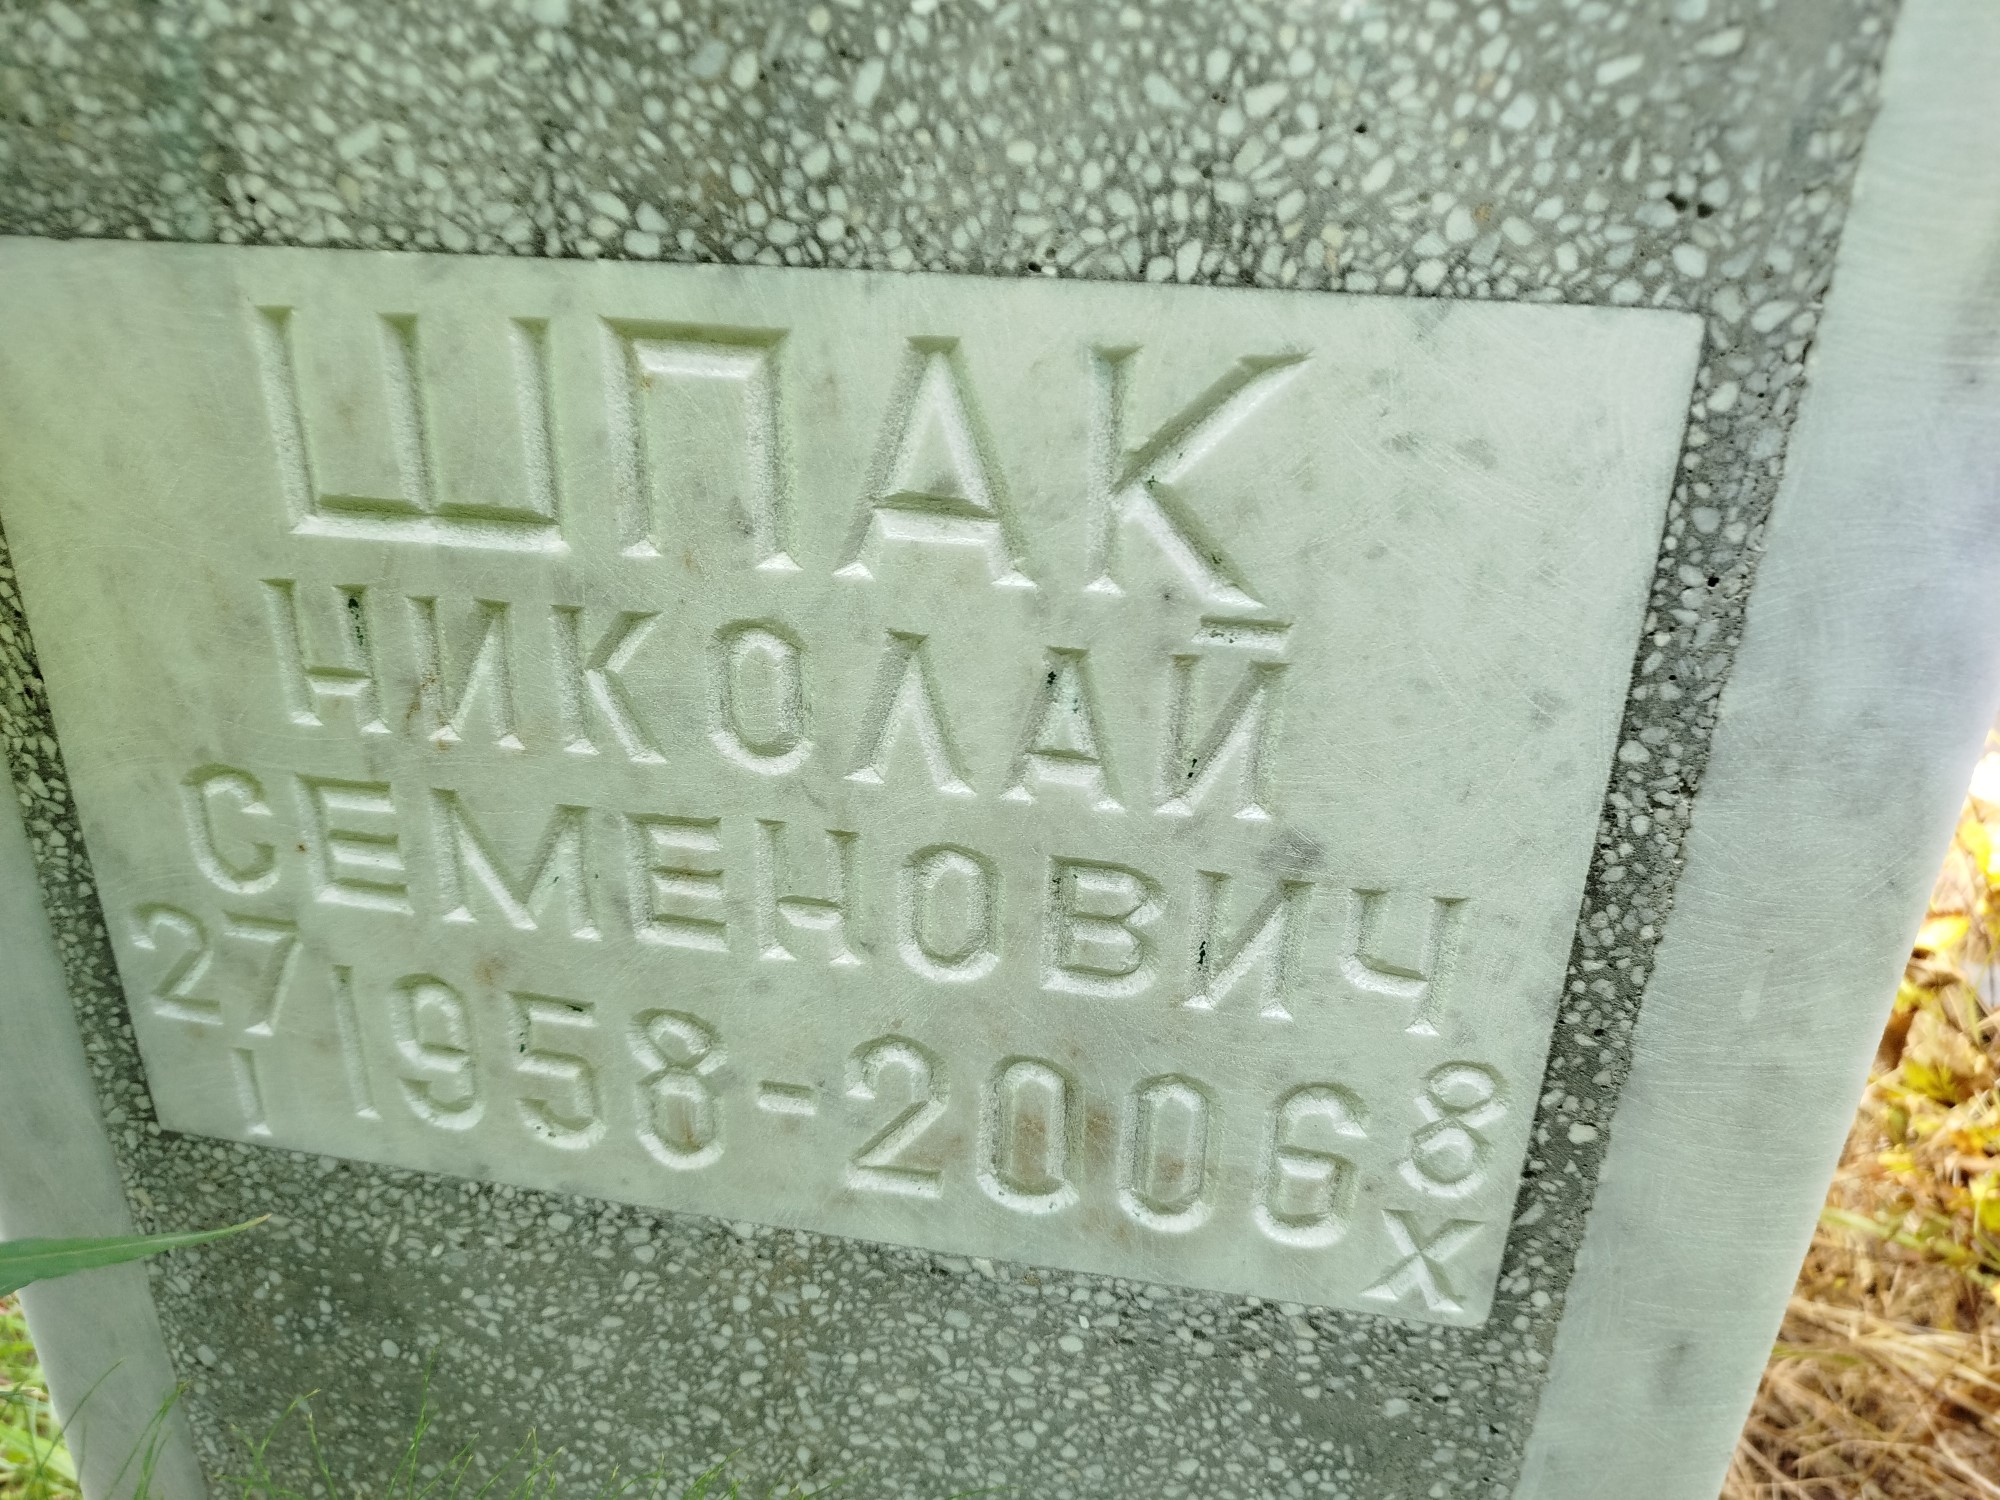 ШПАК
НИКОЛАЙ
СЕМЕНОВИЧ
27 I 1958-2006 8 X